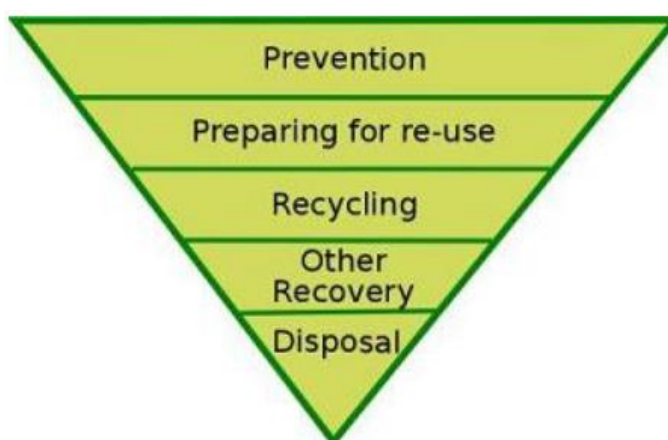 Prevention
Preparing for re-use
Recycling
Other
Recovery
Disposal